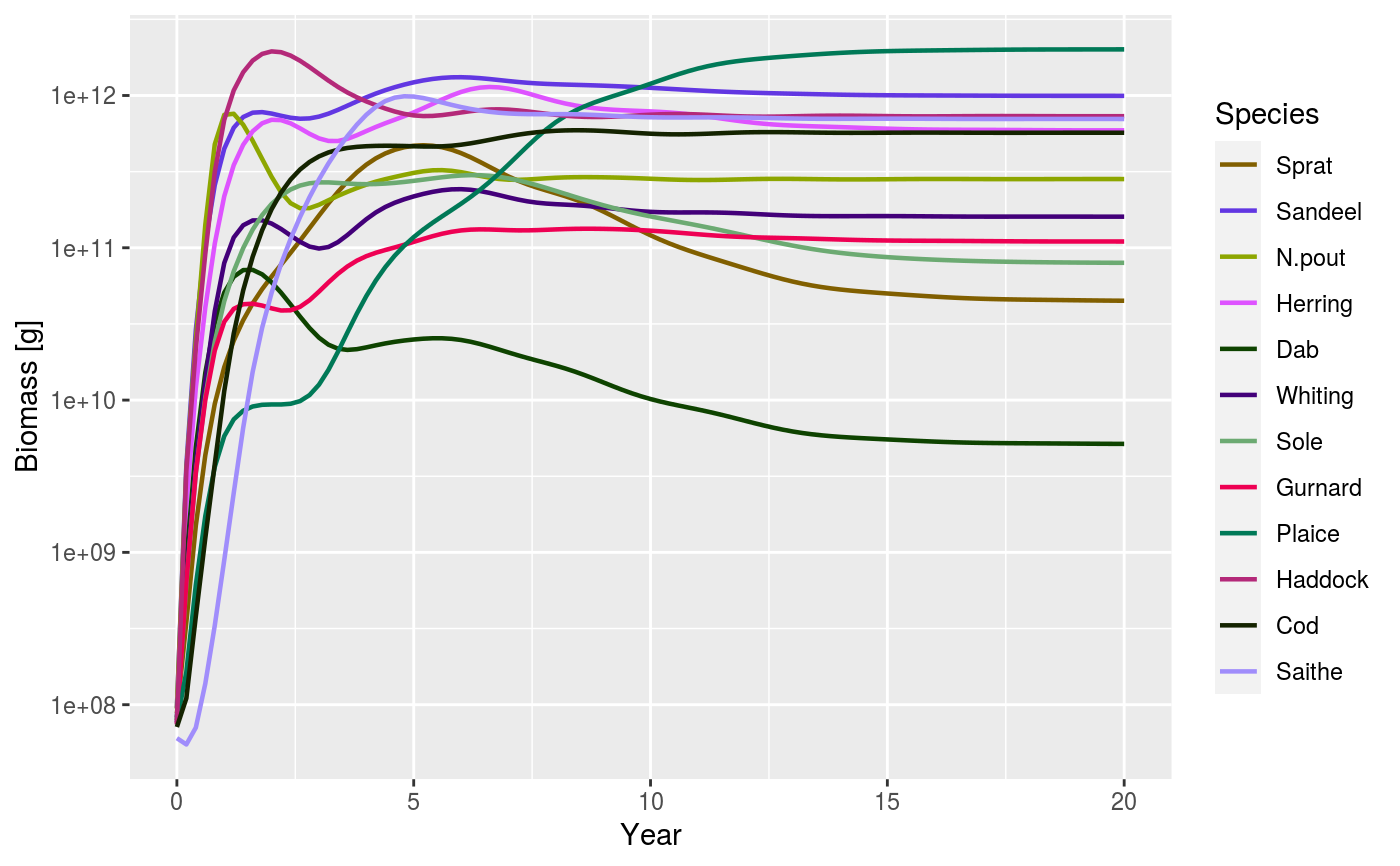 1e+12
1e+11
1e+10
1e+09
1e+08
Biomass [g]
0 5 10 15 20
Year
Species
Sprat
Sandeel
N.pout
Herring
Dab
Whiting
Sole
Gurnard
Plaice
Haddock
Cod
Saithe